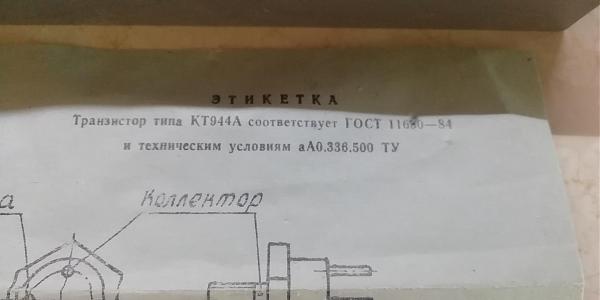 ЭТИКЕТКА
Транзистор типа КТ944А соответствует ГОСТ 11630—84
и техническим условиям аА0.336.500 ТУ
а Коллектор